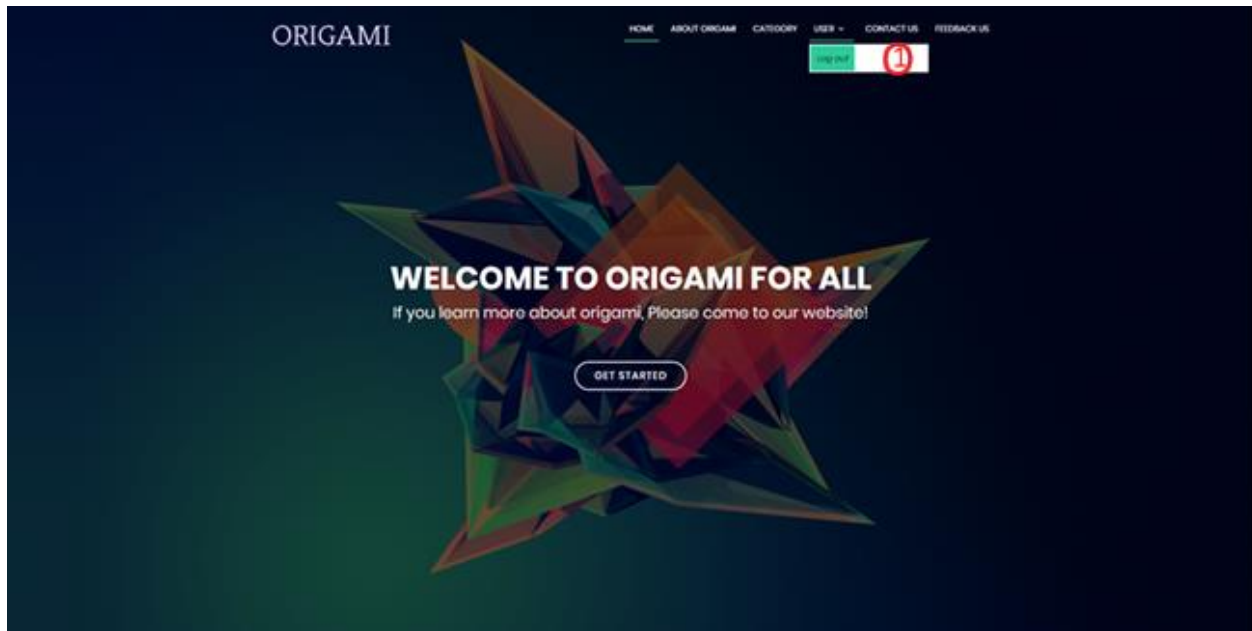 ORIGAMI
HOME ABOUT ORIGAMI CATEGORY USER CONTACT US FEEDBACK US
Log out 1
WELCOME TO ORIGAMI FOR ALL
If you learn more about origami, Please come to our website!
GET STARTED